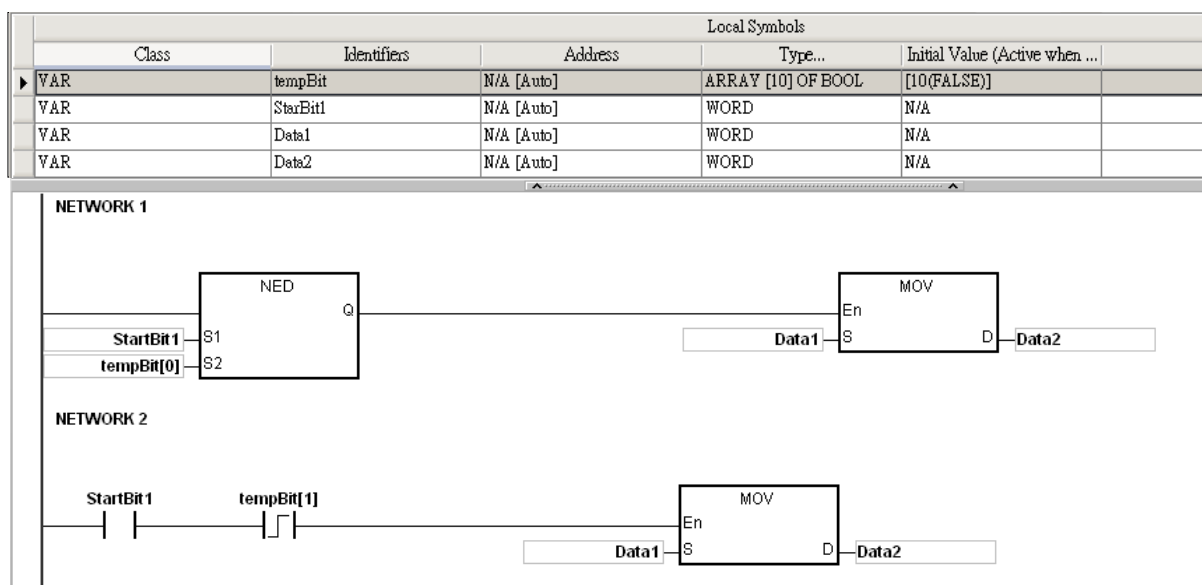 Local Symbols
Class Identifiers Address Type... Initial Value (Active when ...
VAR tempBit N/A [Auto] ARRAY [10] OF BOOL [10(FALSE)]
VAR StarBit1 N/A [Auto] WORD N/A
VAR Data1 N/A [Auto] WORD N/A
VAR Data2 N/A [Auto] WORD N/A
NETWORK 1
NED MOV
Q En
StartBit1 S1 Data1 S D Data2
tempBit[0] S2
NETWORK 2
StartBit1 tempBit[1] MOV
En
Data1 S D Data2